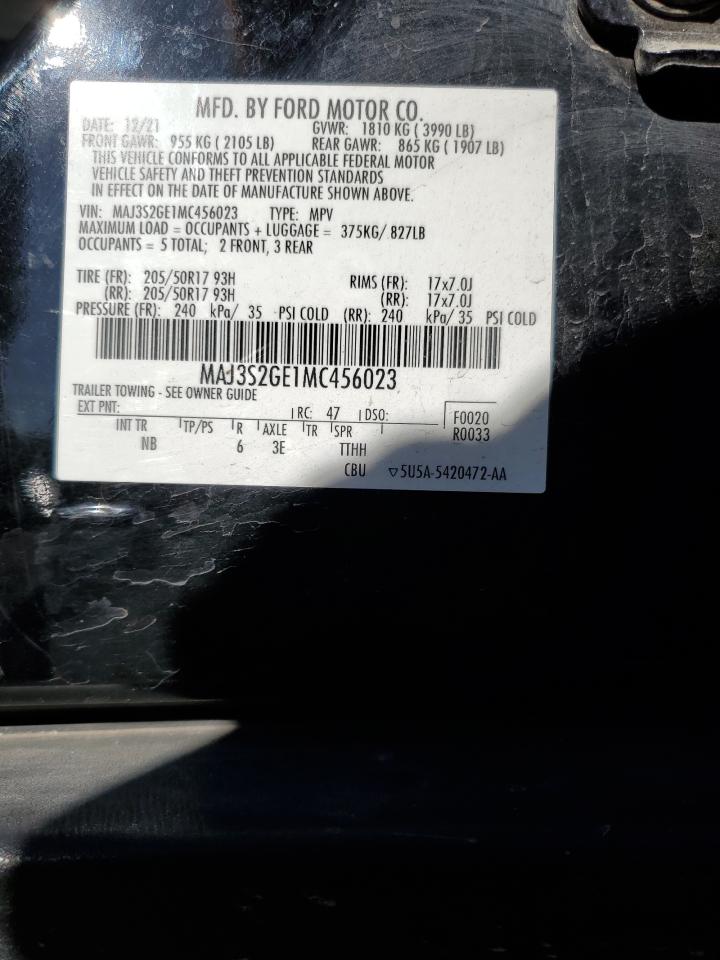 MFD. BY FORD MOTOR CO.
DATE: 12/21 GVWR: 1810 KG ( 3990 LB)
FRONT GAWR: 955 KG ( 2105 LB) REAR GAWR: 865 KG ( 1907 LB)
THIS VEHICLE CONFORMS TO ALL APPLICABLE FEDERAL MOTOR
VEHICLE SAFETY AND THEFT PREVENTION STANDARDS
IN EFFECT ON THE DATE OF MANUFACTURE SHOWN ABOVE.
VIN: MAJ3S2GE1MC456023 TYPE: MPV
MAXIMUM LOAD = OCCUPANTS + LUGGAGE = 375KG/ 827LB
OCCUPANTS = 5 TOTAL; 2 FRONT, 3 REAR
TIRE (FR): 205/50R17 93H RIMS (FR): 17x7.0J
(RR): 205/50R17 93H (RR): 17x7.0J
PRESSURE (FR): 240 kPa/ 35 PSI COLD (RR): 240 kPa/ 35 PSI COLD
MAJ3S2GE1MC456023
TRAILER TOWING - SEE OWNER GUIDE
EXT PNT: RC: 47 DSO: F0020
INT TR TP/PS R AXLE TR SPR R0033
NB 6 3E TTHH
CBU ▽5U5A-5420472-AA